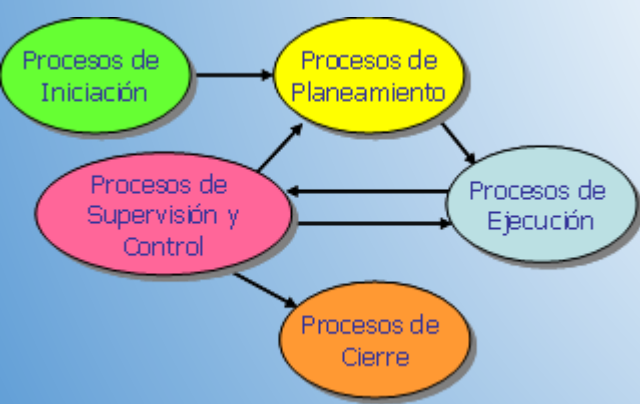 Procesos de
Iniciación
Procesos de
Planeamiento
Procesos de
Supervisión y
Control
Procesos de
Ejecución
Procesos de
Cierre